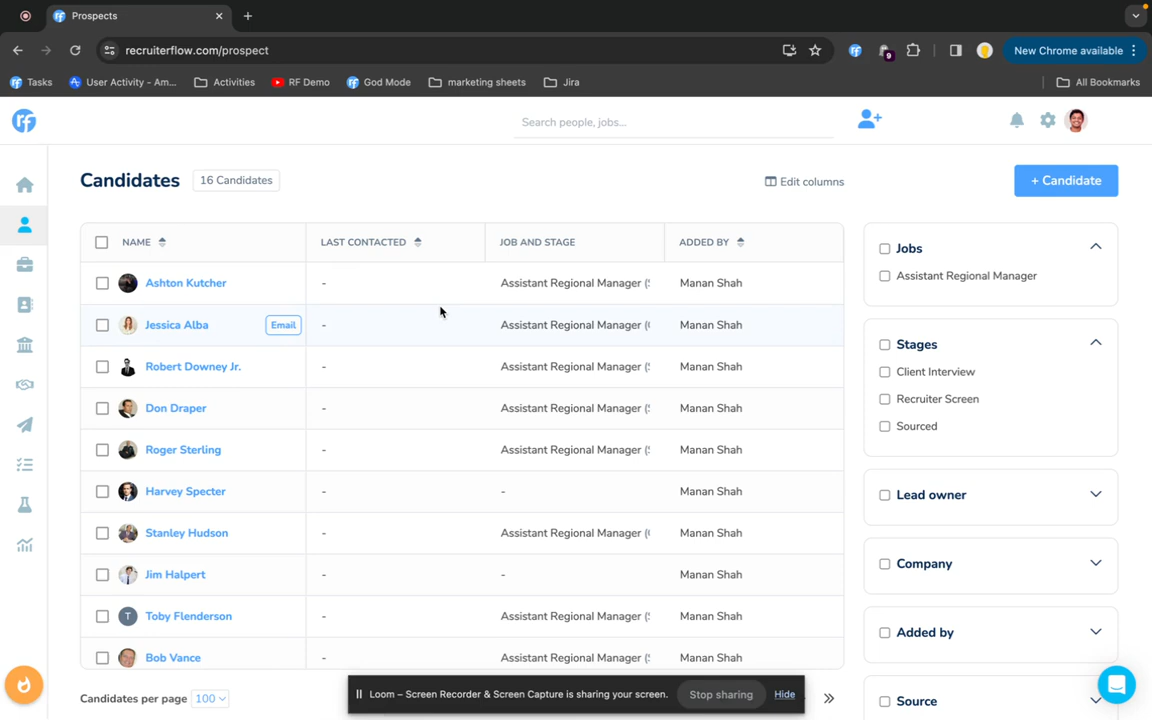 Prospects
recruiterflow.com/prospect
9
New Chrome available
Tasks
User Activity - Am...
Activities
RF Demo
God Mode
marketing sheets
Jira
All Bookmarks
rf
Search people, jobs...
Candidates
16 Candidates
Edit columns
+ Candidate
NAME
LAST CONTACTED
JOB AND STAGE
ADDED BY
Ashton Kutcher
-
Assistant Regional Manager (
Manan Shah
Jessica Alba
Email
-
Assistant Regional Manager (
Manan Shah
Robert Downey Jr.
-
Assistant Regional Manager (
Manan Shah
Don Draper
-
Assistant Regional Manager (
Manan Shah
Roger Sterling
-
Assistant Regional Manager (
Manan Shah
Harvey Specter
-
-
Manan Shah
Stanley Hudson
-
Assistant Regional Manager (
Manan Shah
Jim Halpert
-
-
Manan Shah
T
Toby Flenderson
-
Assistant Regional Manager (
Manan Shah
Bob Vance
-
Assistant Regional Manager (
Manan Shah
Candidates per page
100
Jobs
Assistant Regional Manager
Stages
Client Interview
Recruiter Screen
Sourced
Lead owner
Company
Added by
Source
Loom – Screen Recorder & Screen Capture is sharing your screen.
Stop sharing
Hide